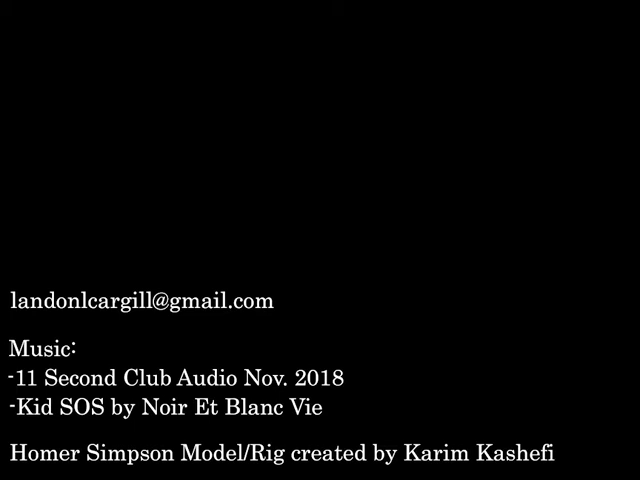 landonlcargill@gmail.com
Music:
-11 Second Club Audio Nov. 2018
-Kid SOS by Noir Et Blanc Vie
Homer Simpson Model/Rig created by Karim Kashefi